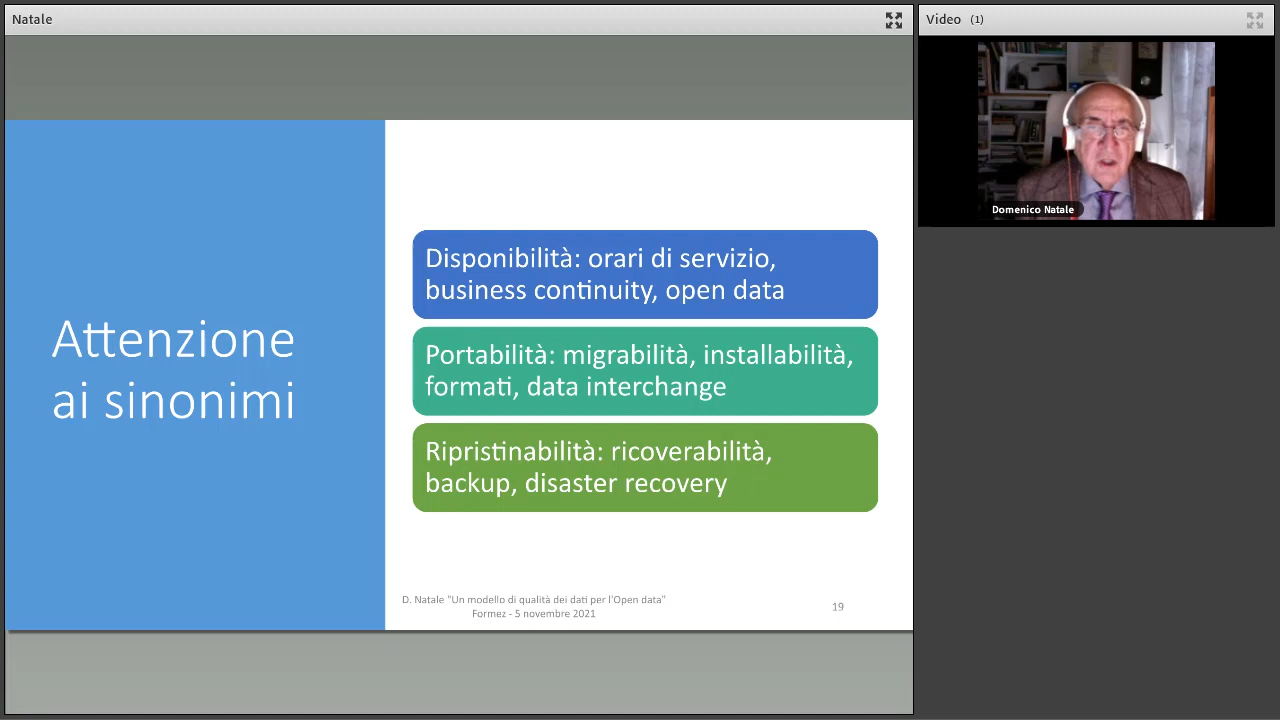 Natale
Video (1)
Domenico Natale
Attenzione
ai sinonimi
Disponibilità: orari di servizio,
business continuity, open data
Portabilità: migrabilità, installabilità,
formati, data interchange
Ripristinabilità: ricoverabilità,
backup, disaster recovery
D. Natale "Un modello di qualità dei dati per l'Open data"
Formez - 5 novembre 2021
19